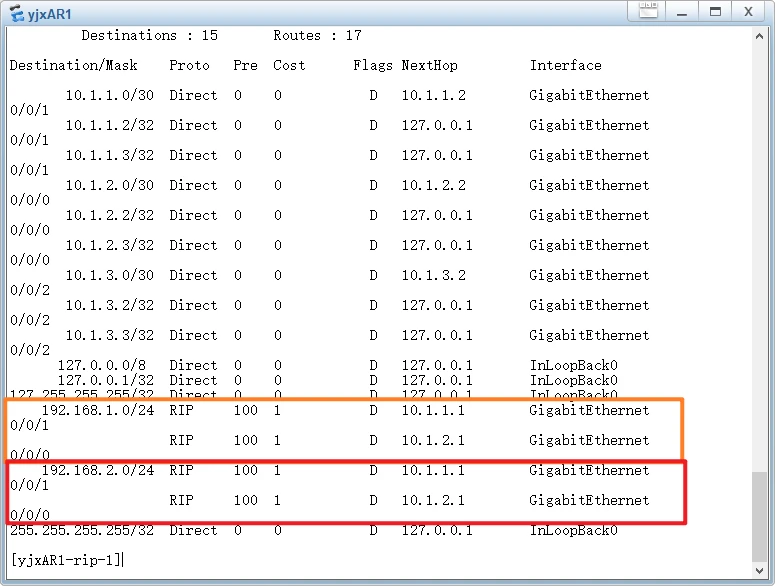 yjxAR1
Destinations : 15       Routes : 17
Destination/Mask    Proto   Pre  Cost      Flags NextHop         Interface
10.1.1.0/30  Direct  0    0           D   10.1.1.2        GigabitEthernet
0/0/1
10.1.1.2/32  Direct  0    0           D   127.0.0.1       GigabitEthernet
0/0/1
10.1.1.3/32  Direct  0    0           D   127.0.0.1       GigabitEthernet
0/0/1
10.1.2.0/30  Direct  0    0           D   10.1.2.2        GigabitEthernet
0/0/0
10.1.2.2/32  Direct  0    0           D   127.0.0.1       GigabitEthernet
0/0/0
10.1.2.3/32  Direct  0    0           D   127.0.0.1       GigabitEthernet
0/0/0
10.1.3.0/30  Direct  0    0           D   10.1.3.2        GigabitEthernet
0/0/2
10.1.3.2/32  Direct  0    0           D   127.0.0.1       GigabitEthernet
0/0/2
10.1.3.3/32  Direct  0    0           D   127.0.0.1       GigabitEthernet
0/0/2
127.0.0.0/8   Direct  0    0           D   127.0.0.1       InLoopBack0
127.0.0.1/32  Direct  0    0           D   127.0.0.1       InLoopBack0
127.255.255.255/32  Direct  0    0           D   127.0.0.1       InLoopBack0
192.168.1.0/24  RIP     100  1           D   10.1.1.1        GigabitEthernet
0/0/1
RIP     100  1           D   10.1.2.1        GigabitEthernet
0/0/0
192.168.2.0/24  RIP     100  1           D   10.1.1.1        GigabitEthernet
0/0/1
RIP     100  1           D   10.1.2.1        GigabitEthernet
0/0/0
255.255.255.255/32  Direct  0    0           D   127.0.0.1       InLoopBack0
[yjxAR1-rip-1]